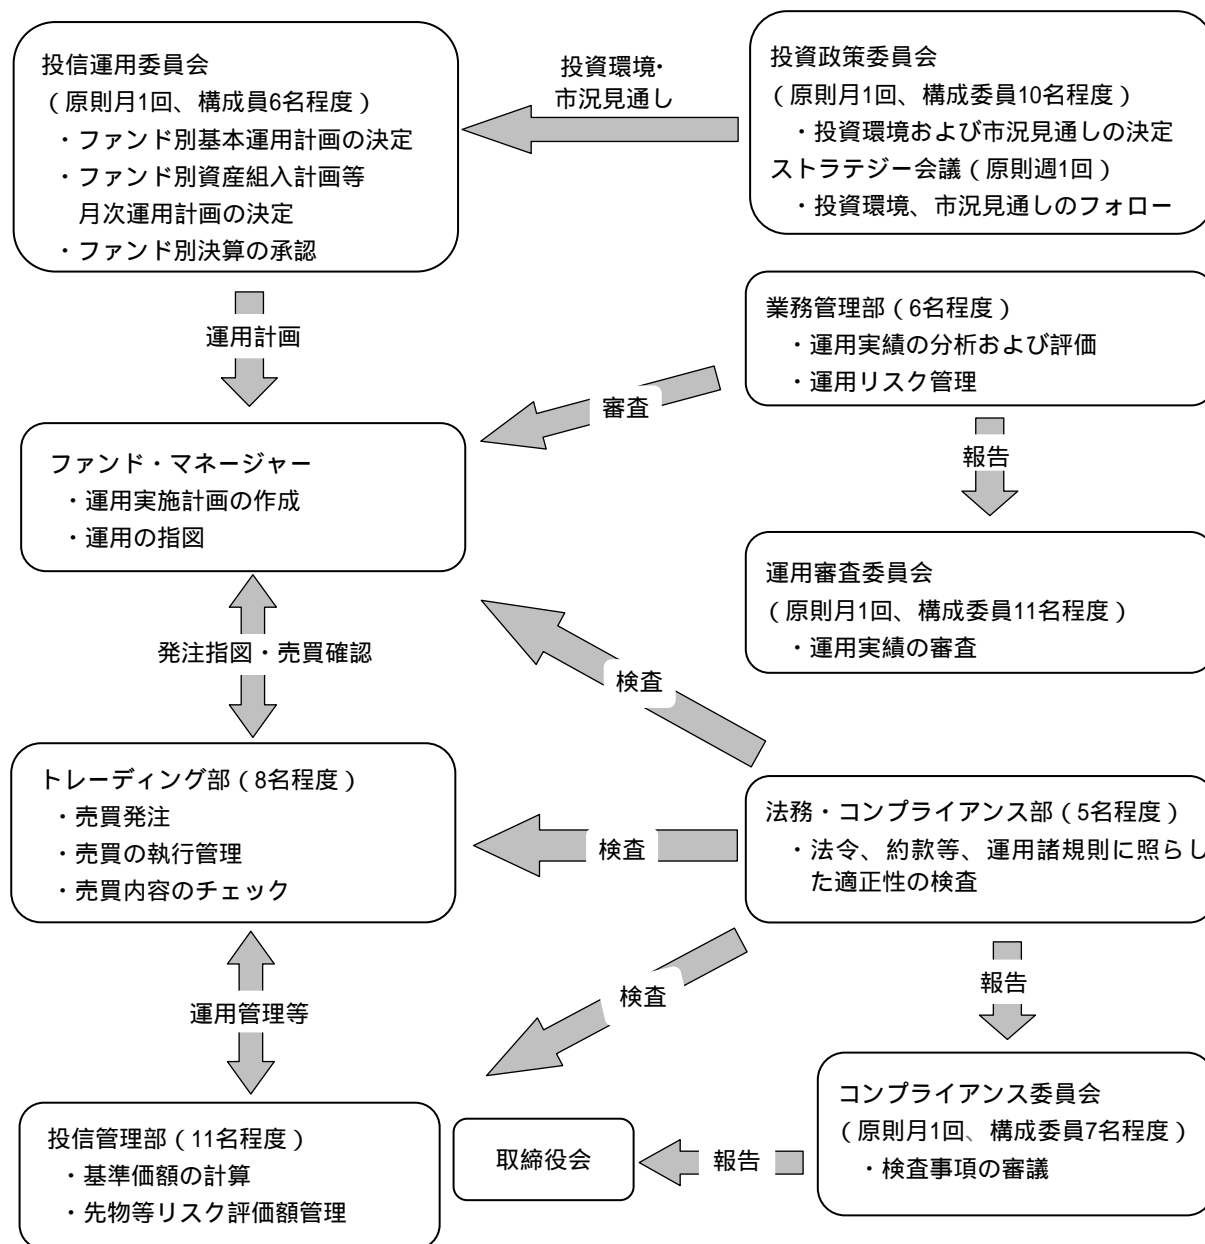 投信運用委員会
(原則月1回、構成員6名程度)
・ファンド別基本運用計画の決定
・ファンド別資産組入計画等
月次運用計画の決定
・ファンド別決算の承認
投資環境・
市況見通し
投資政策委員会
(原則月1回、構成委員10名程度)
・投資環境および市況見通しの決定
ストラテジー会議(原則週1回)
・投資環境、市況見通しのフォロー
運用計画
業務管理部(6名程度)
・運用実績の分析および評価
・運用リスク管理
審査
報告
ファンド・マネージャー
・運用実施計画の作成
・運用の指図
運用審査委員会
(原則月1回、構成委員11名程度)
・運用実績の審査
発注指図・売買確認
検査
トレーディング部(8名程度)
・売買発注
・売買の執行管理
・売買内容のチェック
検査
法務・コンプライアンス部(5名程度)
・法令、約款等、運用諸規則に照らし
た適正性の検査
運用管理等
検査
報告
投信管理部(11名程度)
・基準価額の計算
・先物等リスク評価額管理
取締役会
報告
コンプライアンス委員会
(原則月1回、構成委員7名程度)
・検査事項の審議